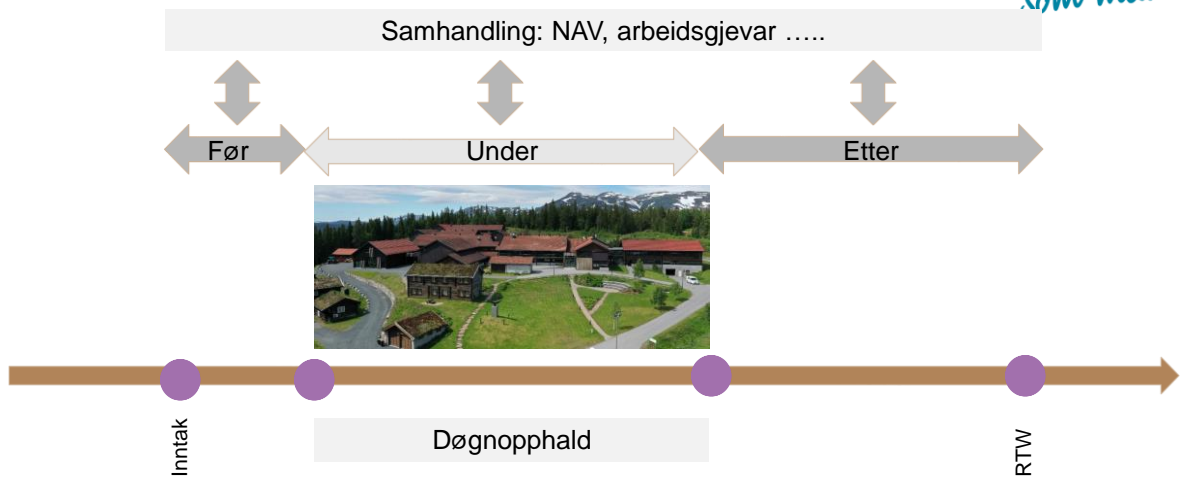 Samhandling: NAV, arbeidsgjevar …..
Før
Under
Etter
Døgnopphald
Inntak
RTW